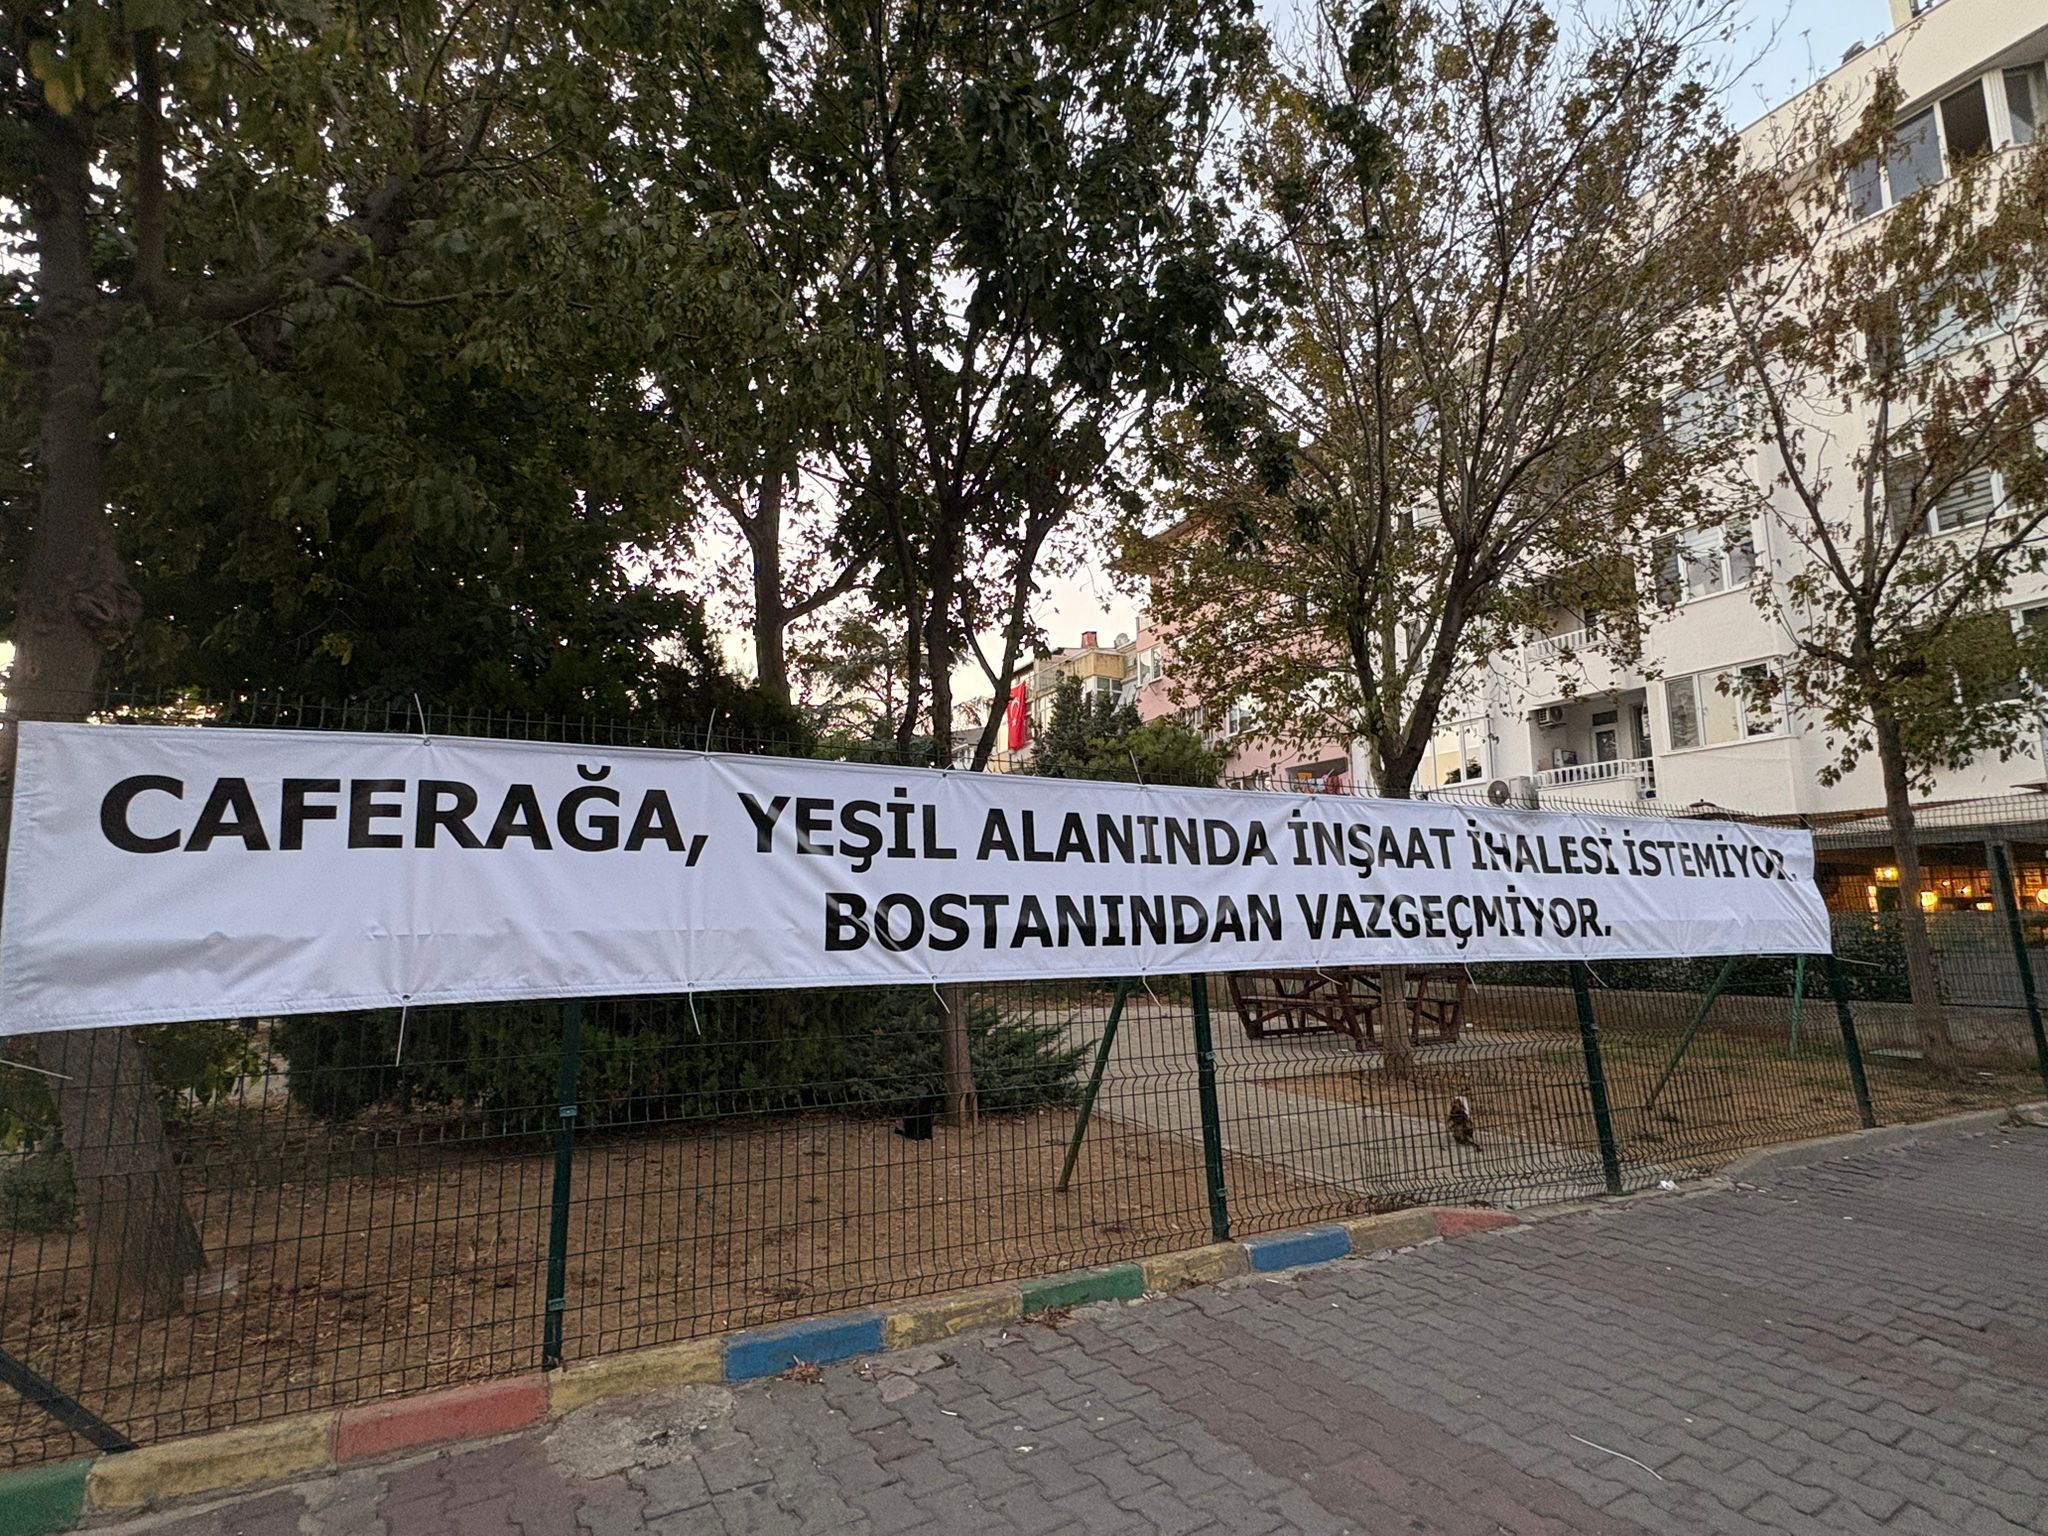 CAFERAĞA, YEŞİL ALANINDA İNŞAAT İHALESİ İSTEMİYOR.
BOSTANINDAN VAZGEÇMİYOR.